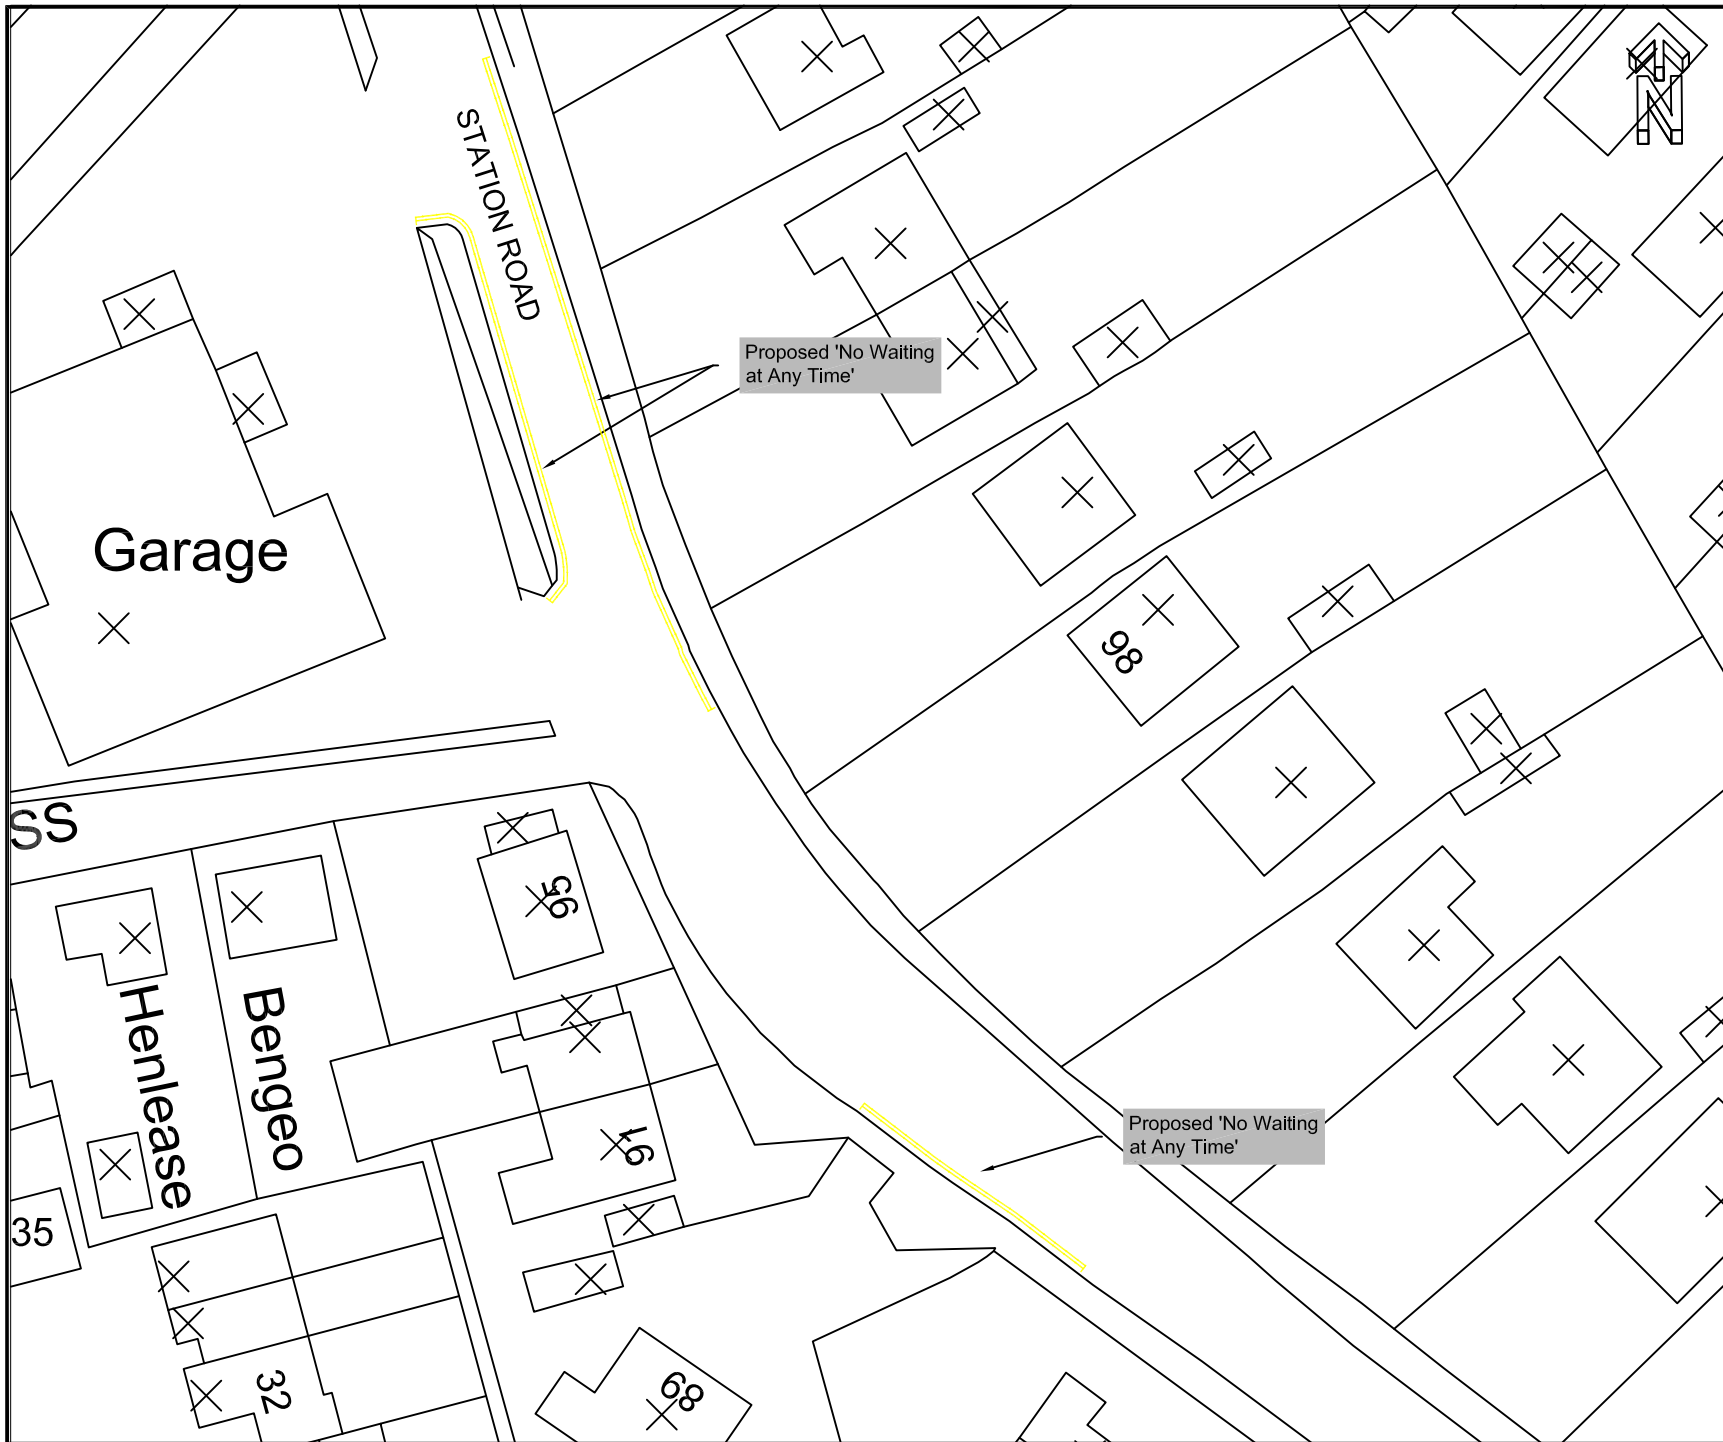 N
STATION ROAD
Proposed 'No Waiting
at Any Time'
Garage
98
SS
95
Henlease
Bengeo
91
Proposed 'No Waiting
at Any Time'
35
32
89